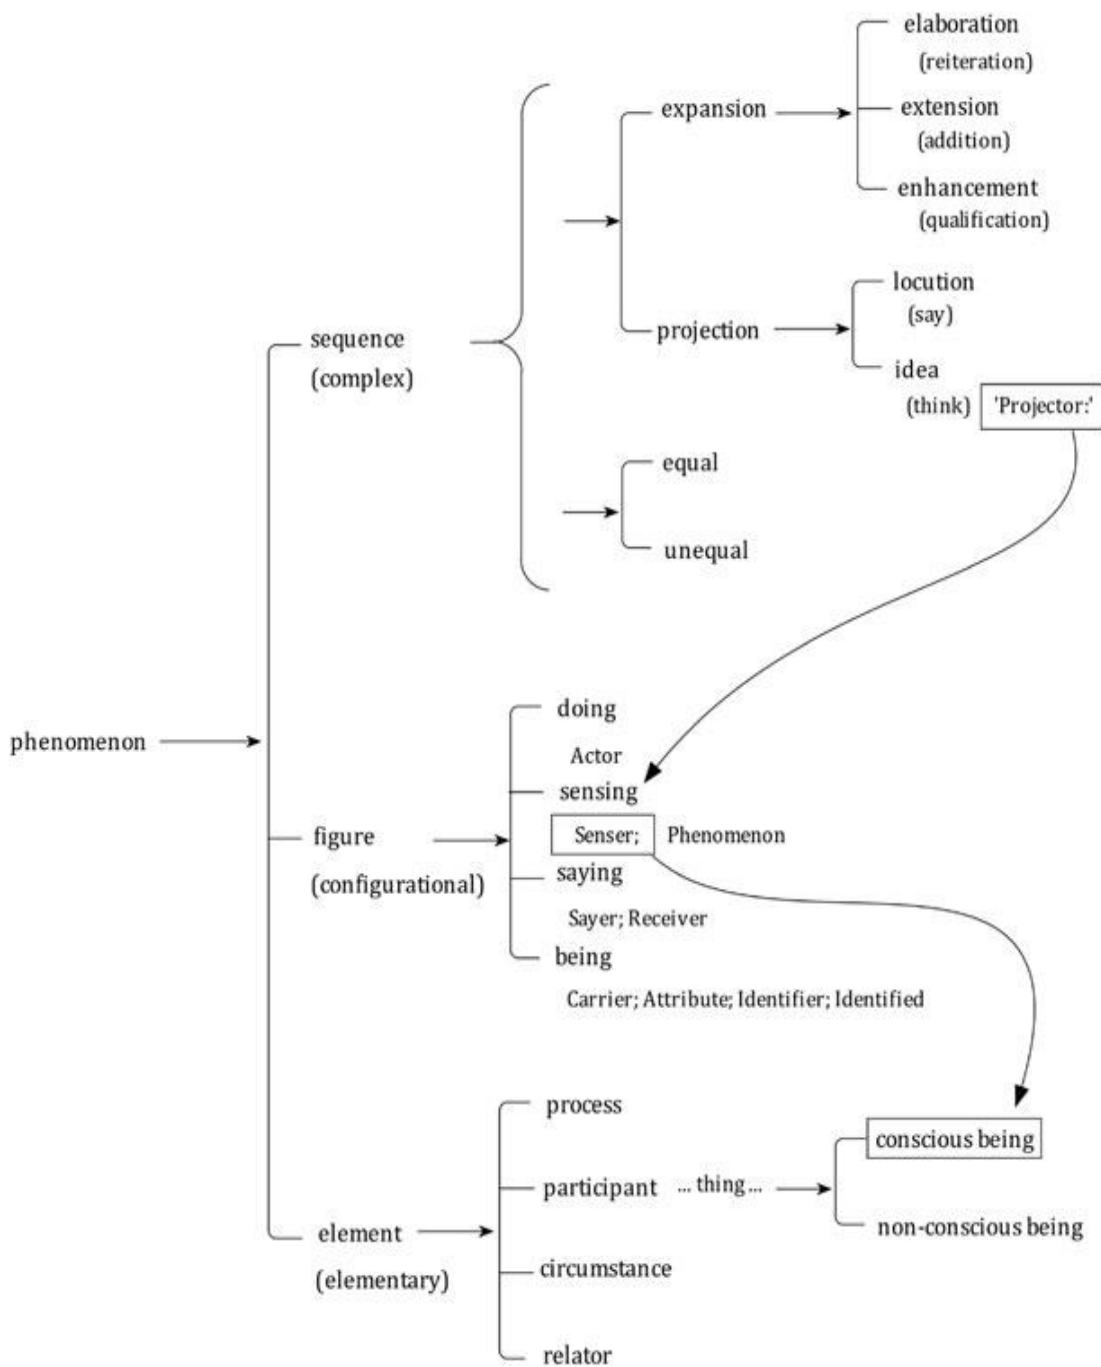 elaboration
(reiteration)
expansion
extension
(addition)
enhancement
(qualification)
locution
(say)
projection
sequence
(complex)
idea
(think)
'Projector:'
equal
unequal
doing
phenomenon
Actor
sensing
figure
Senser; Phenomenon
(configurational)
saying
Sayer; Receiver
being
Carrier; Attribute; Identifier; Identified
process
conscious being
participant ... thing ...
non-conscious being
element
(elementary)
circumstance
relator